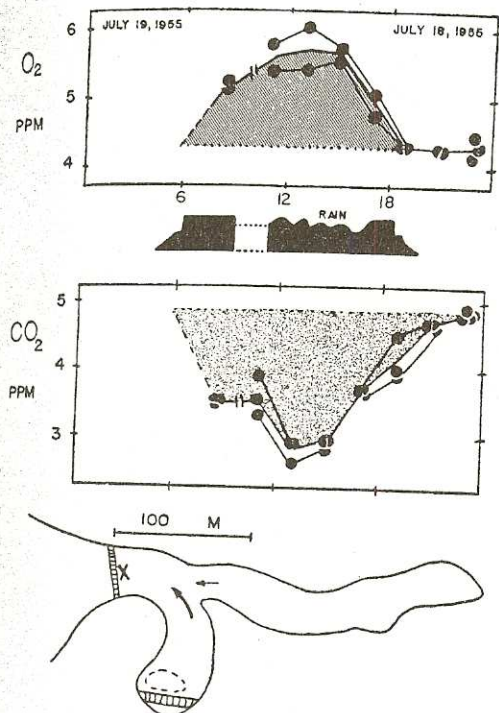 6
JULY 19, 1955 JULY 18, 1955
O2
5
PPM
4
6 12 18
RAIN
5
CO2
4
PPM
3
100 M
X